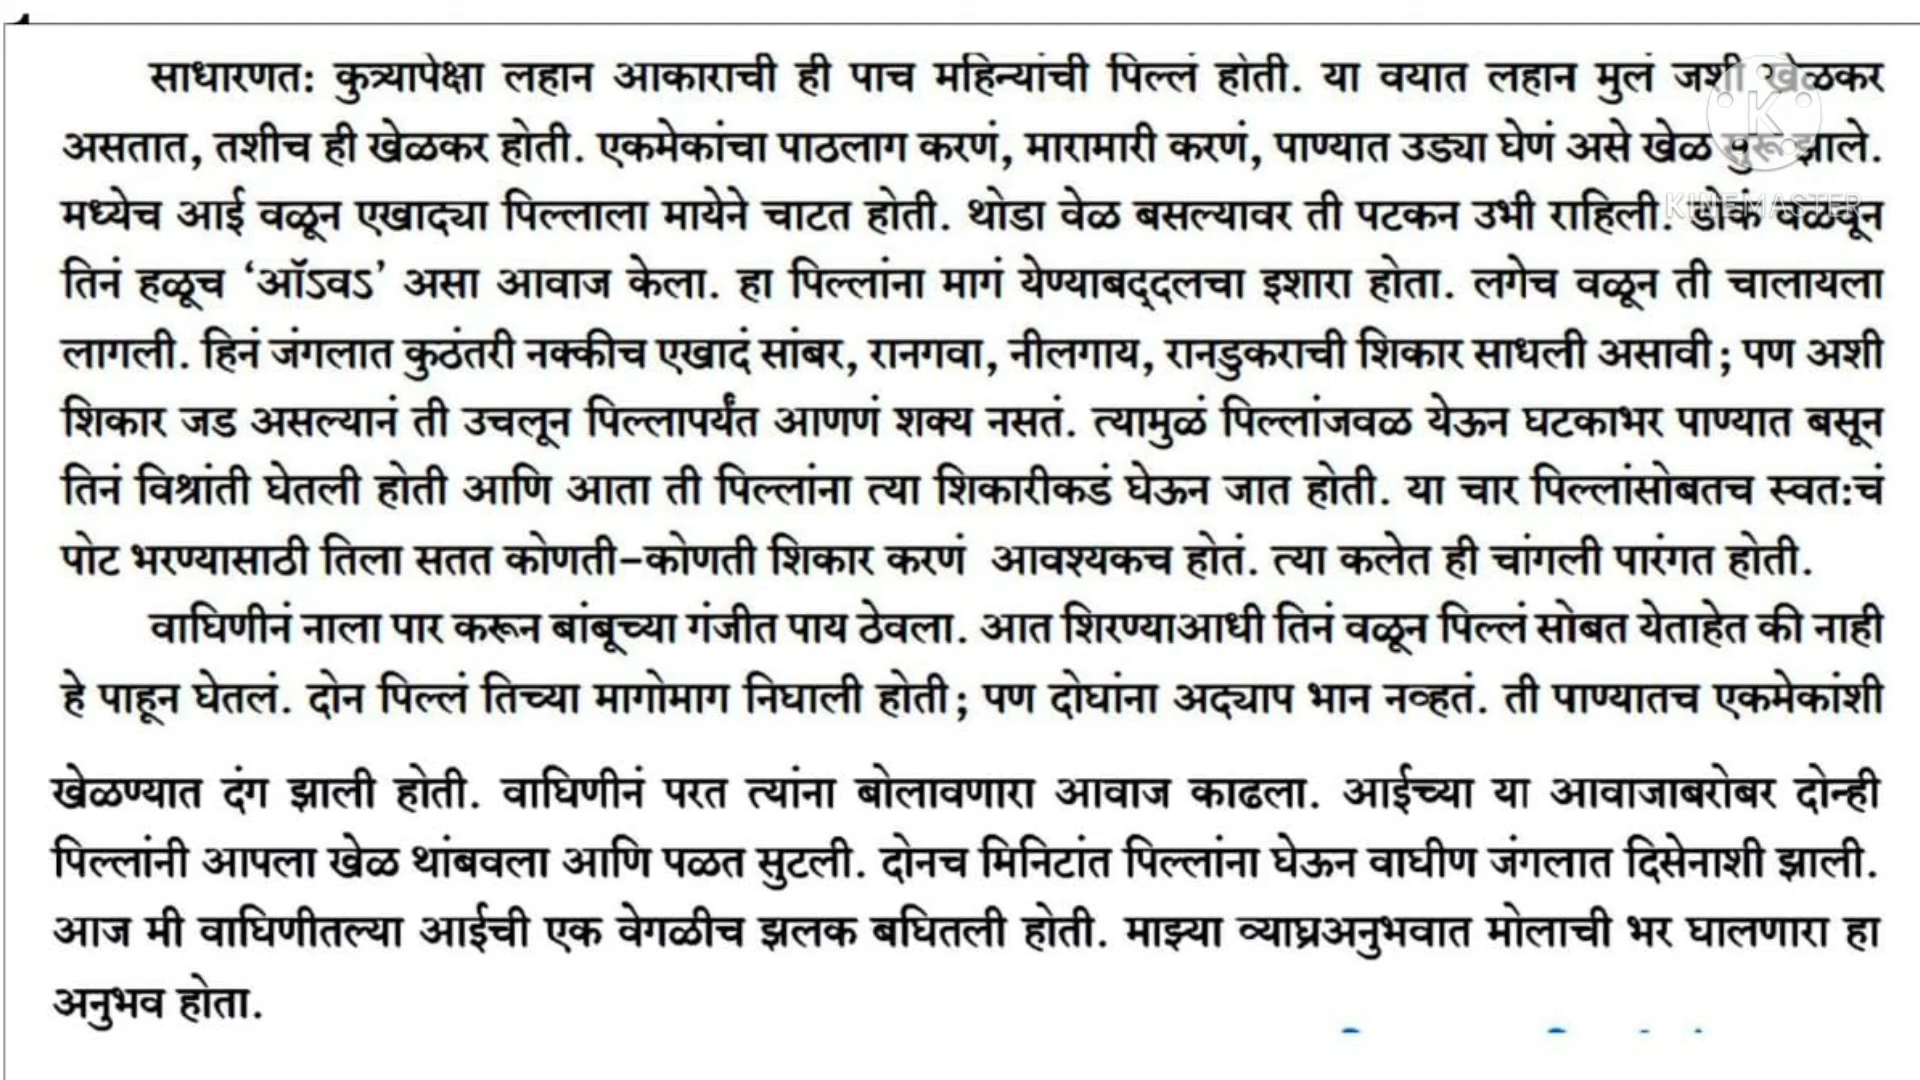 साधारणत: कुत्र्यापेक्षा लहान आकाराची ही पाच महिन्यांची पिल्लं होती. या वयात लहान मुलं जशी खेळकर
असतात, तशीच ही खेळकर होती. एकमेकांचा पाठलाग करणं, मारामारी करणं, पाण्यात उड्या घेणं असे खेळ सुरू झाले.
मध्येच आई वळून एखाद्या पिल्लाला मायेने चाटत होती. थोडा वेळ बसल्यावर ती पटकन उभी राहिली. डोकं वळवून
KINEMASTER
तिनं हळूच ‘ऑऽवऽ’ असा आवाज केला. हा पिल्लांना मागं येण्याबद्‌दलचा इशारा होता. लगेच वळून ती चालायला
लागली. हिनं जंगलात कुठंतरी नक्कीच एखादं सांबर, रानगवा, नीलगाय, रानडुकराची शिकार साधली असावी; पण अशी
शिकार जड असल्यानं ती उचलून पिल्लापर्यंत आणणं शक्य नसतं. त्यामुळं पिल्लांजवळ येऊन घटकाभर पाण्यात बसून
तिनं विश्रांती घेतली होती आणि आता ती पिल्लांना त्या शिकारीकडं घेऊन जात होती. या चार पिल्लांसोबतच स्वत:चं
पोट भरण्यासाठी तिला सतत कोणती–कोणती शिकार करणं आवश्यकच होतं. त्या कलेत ही चांगली पारंगत होती.
वाघिणीनं नाला पार करून बांबूच्या गंजीत पाय ठेवला. आत शिरण्याआधी तिनं वळून पिल्लं सोबत येताहेत की नाही
हे पाहून घेतलं. दोन पिल्लं तिच्या मागोमाग निघाली होती; पण दोघांना अद्याप भान नव्हतं. ती पाण्यातच एकमेकांशी
खेळण्यात दंग झाली होती. वाघिणीनं परत त्यांना बोलावणारा आवाज काढला. आईच्या या आवाजाबरोबर दोन्ही
पिल्लांनी आपला खेळ थांबवला आणि पळत सुटली. दोनच मिनिटांत पिल्लांना घेऊन वाघीण जंगलात दिसेनाशी झाली.
आज मी वाघिणीतल्या आईची एक वेगळीच झलक बघितली होती. माझ्या व्याघ्रअनुभवात मोलाची भर घालणारा हा
अनुभव होता.